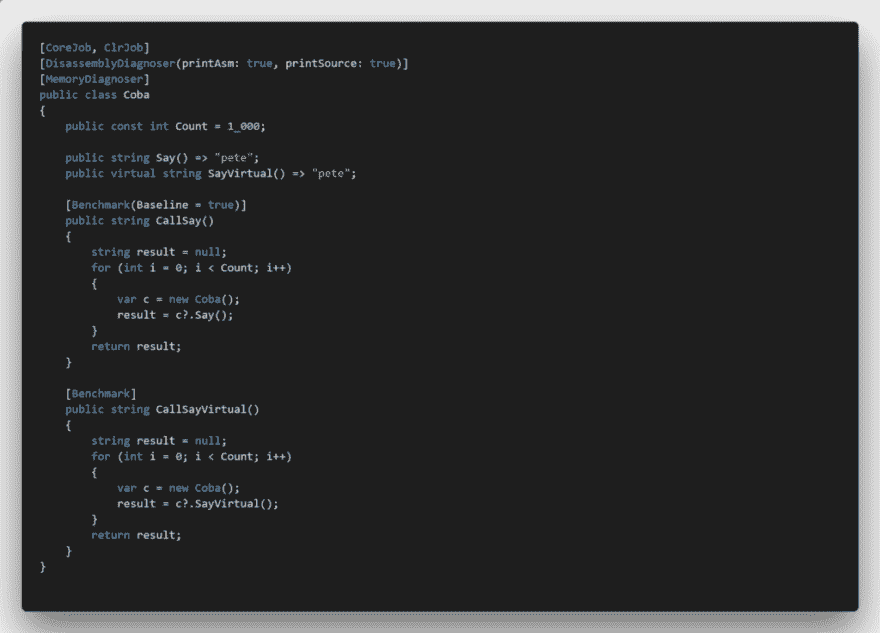 [CoreJob, ClrJob]
[DisassemblyDiagnoser(printAsm: true, printSource: true)]
[MemoryDiagnoser]
public class Coba
{
    public const int Count = 1_000;

    public string Say() => "pete";
    public virtual string SayVirtual() => "pete";

    [Benchmark(Baseline = true)]
    public string CallSay()
    {
        string result = null;
        for (int i = 0; i < Count; i++)
        {
            var c = new Coba();
            result = c?.Say();
        }
        return result;
    }

    [Benchmark]
    public string CallSayVirtual()
    {
        string result = null;
        for (int i = 0; i < Count; i++)
        {
            var c = new Coba();
            result = c?.SayVirtual();
        }
        return result;
    }
}